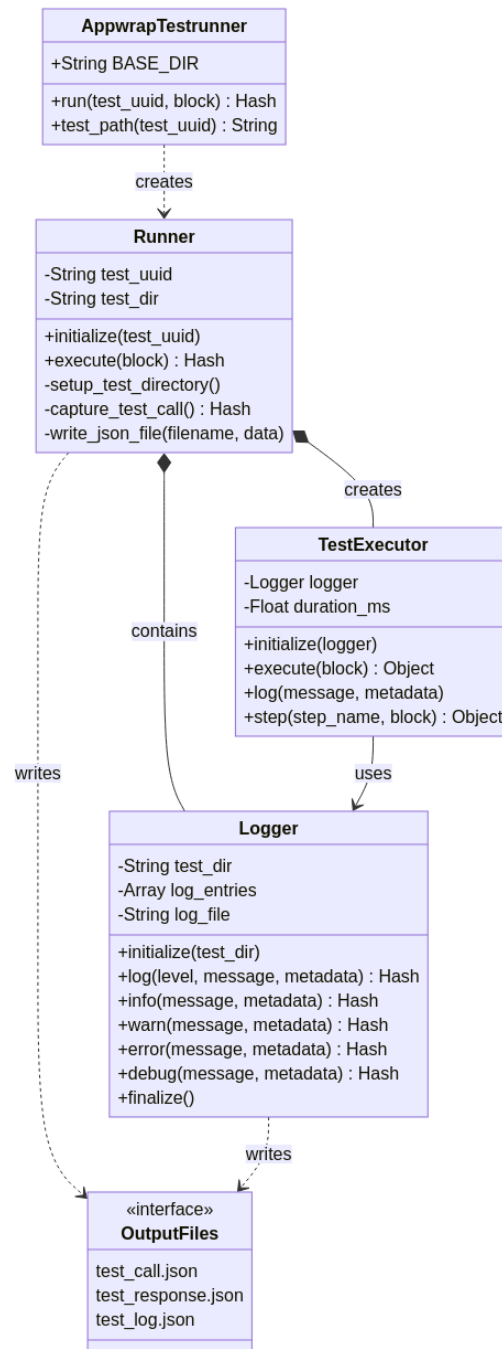 AppwrapTestrunner
+String BASE_DIR
+run(test_uuid, block) : Hash
+test_path(test_uuid) : String
creates
Runner
-String test_uuid
-String test_dir
+initialize(test_uuid)
+execute(block) : Hash
-setup_test_directory()
-capture_test_call() : Hash
-write_json_file(filename, data)
creates
TestExecutor
-Logger logger
-Float duration_ms
+initialize(logger)
+execute(block) : Object
+log(message, metadata)
+step(step_name, block) : Object
contains
writes
uses
Logger
-String test_dir
-Array log_entries
-String log_file
+initialize(test_dir)
+log(level, message, metadata) : Hash
+info(message, metadata) : Hash
+warn(message, metadata) : Hash
+error(message, metadata) : Hash
+debug(message, metadata) : Hash
+finalize()
writes
«interface»
OutputFiles
test_call.json
test_response.json
test_log.json